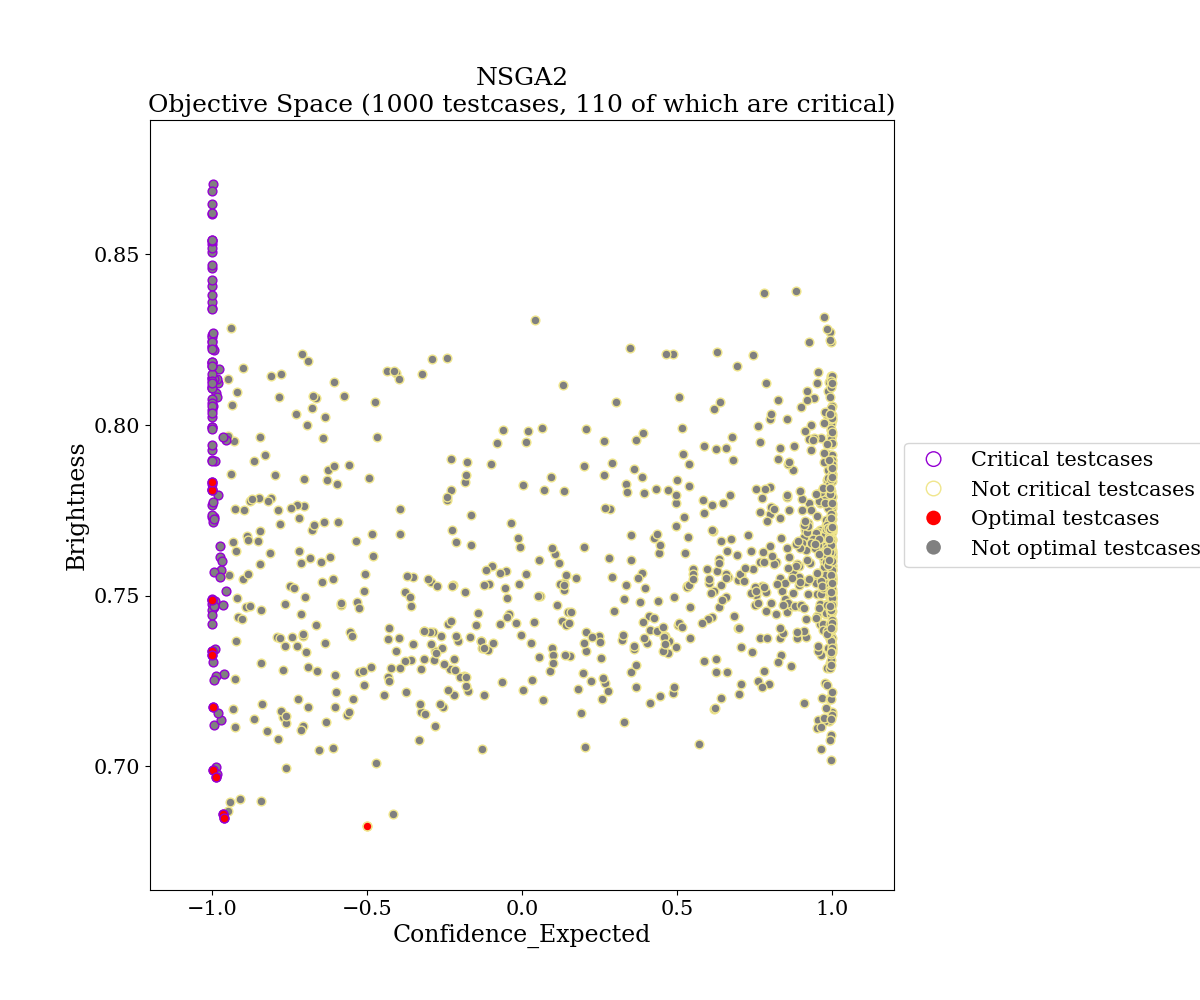 NSGA2
Objective Space (1000 testcases, 110 of which are critical)
Brightness
0.85
0.80
0.75
0.70
−1.0
−0.5
0.0
0.5
1.0
Confidence_Expected
Critical testcases
Not critical testcases
Optimal testcases
Not optimal testcases